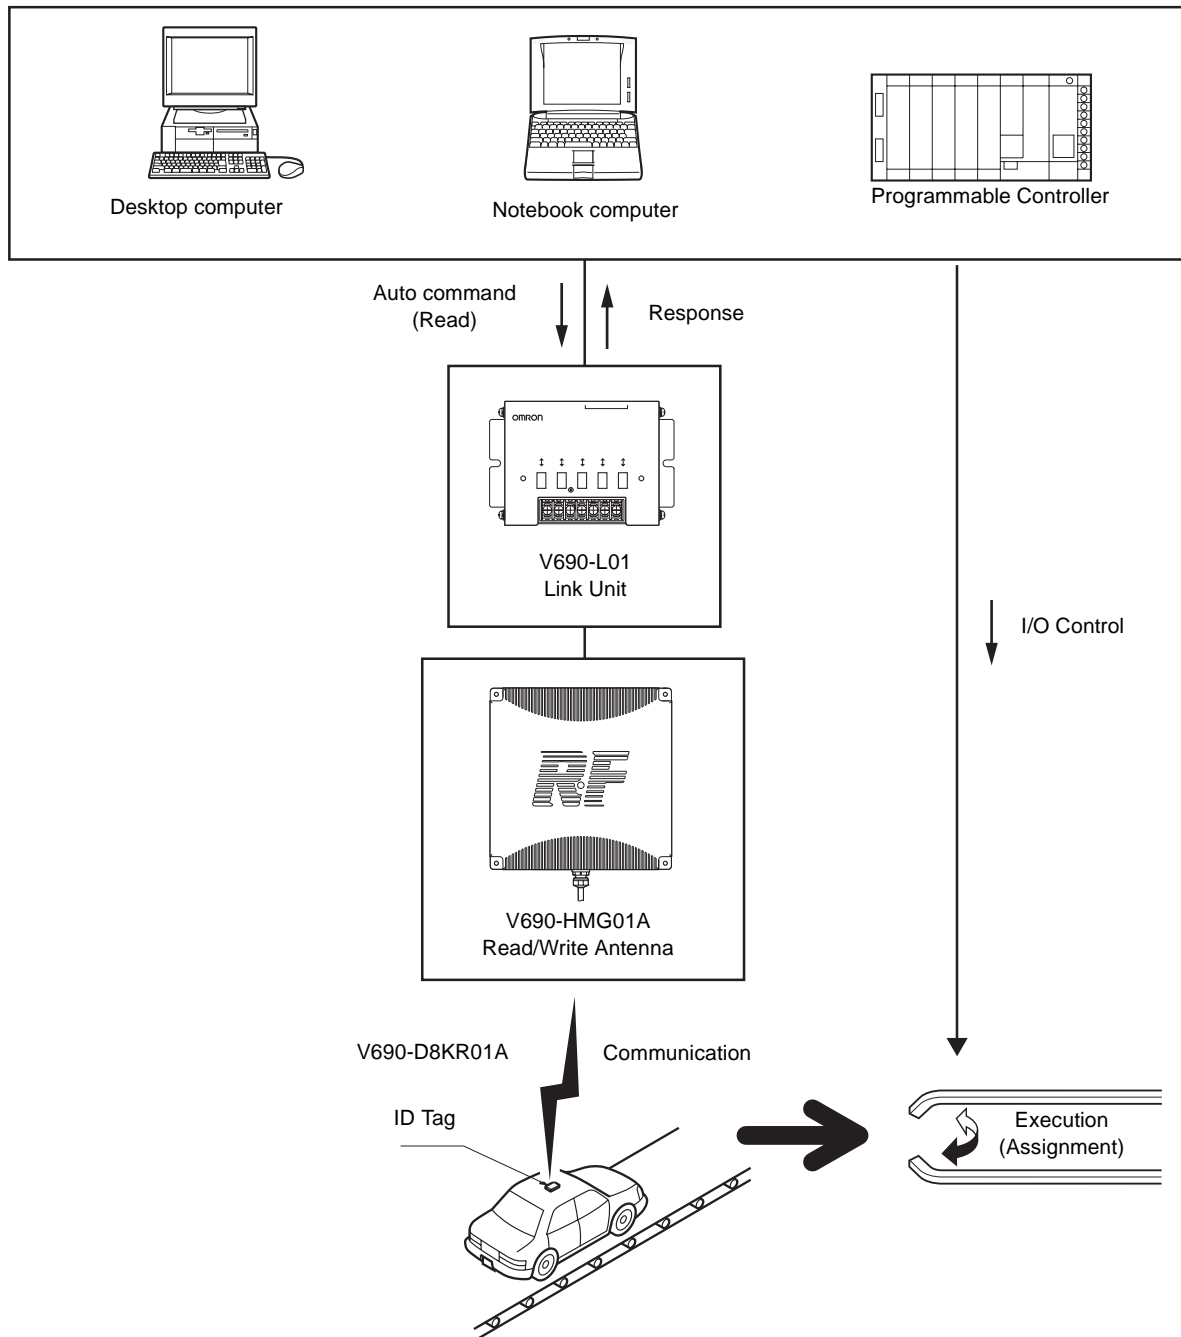 Desktop computer
Notebook computer
Programmable Controller
Auto command
(Read)
Response
OMRON
V690-L01
Link Unit
I/O Control
RF
V690-HMG01A
Read/Write Antenna
V690-D8KR01A
Communication
ID Tag
Execution
(Assignment)